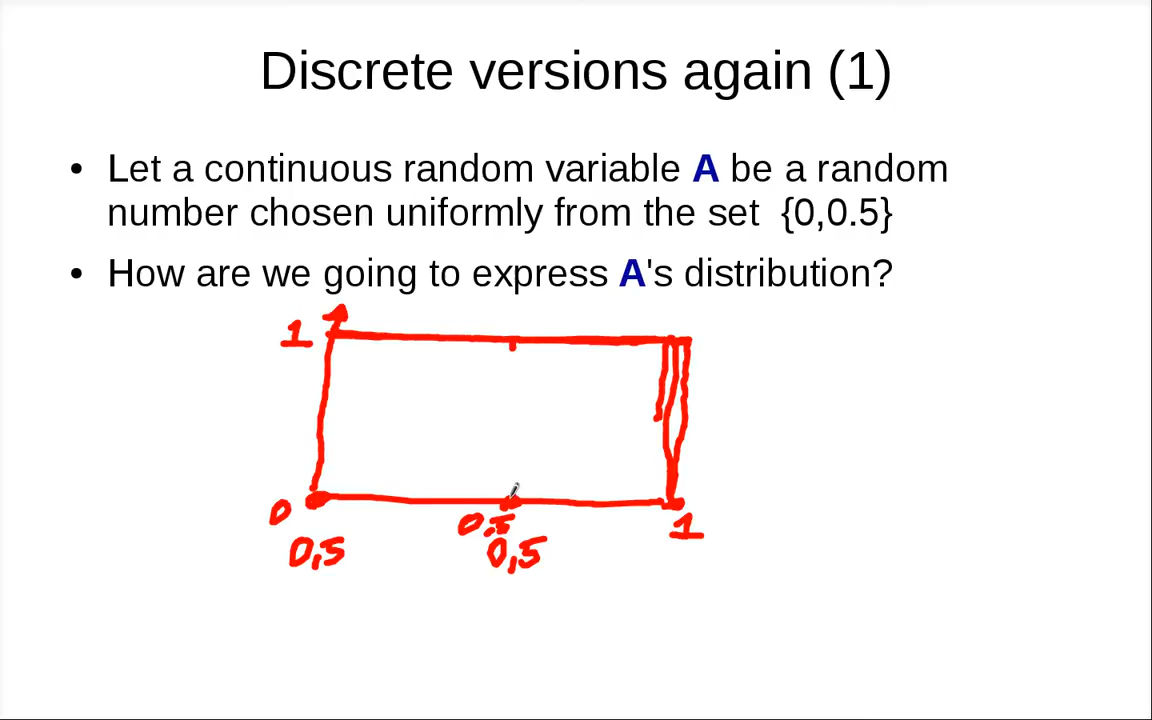 Discrete versions again (1)
• Let a continuous random variable A be a random
number chosen uniformly from the set {0,0.5}
• How are we going to express A's distribution?
1
0 0,5 1
0,5 0,5